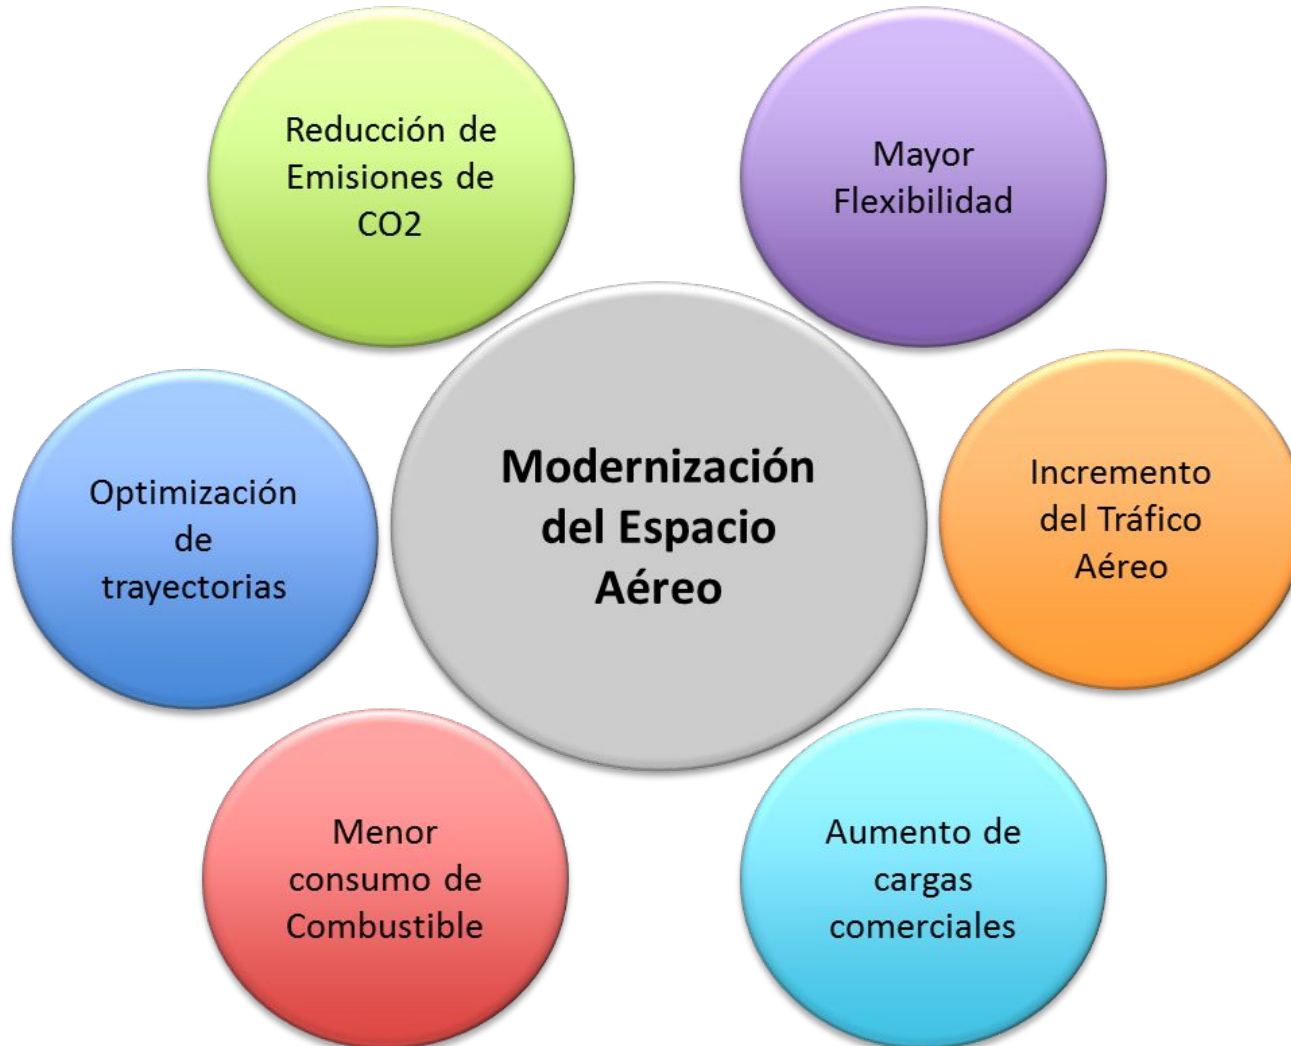 Reducción de
Emisiones de
CO2
Mayor
Flexibilidad
Modernización
del Espacio
Aéreo
Optimización
de
trayectorias
Incremento
del Tráfico
Aéreo
Menor
consumo de
Combustible
Aumento de
cargas
comerciales